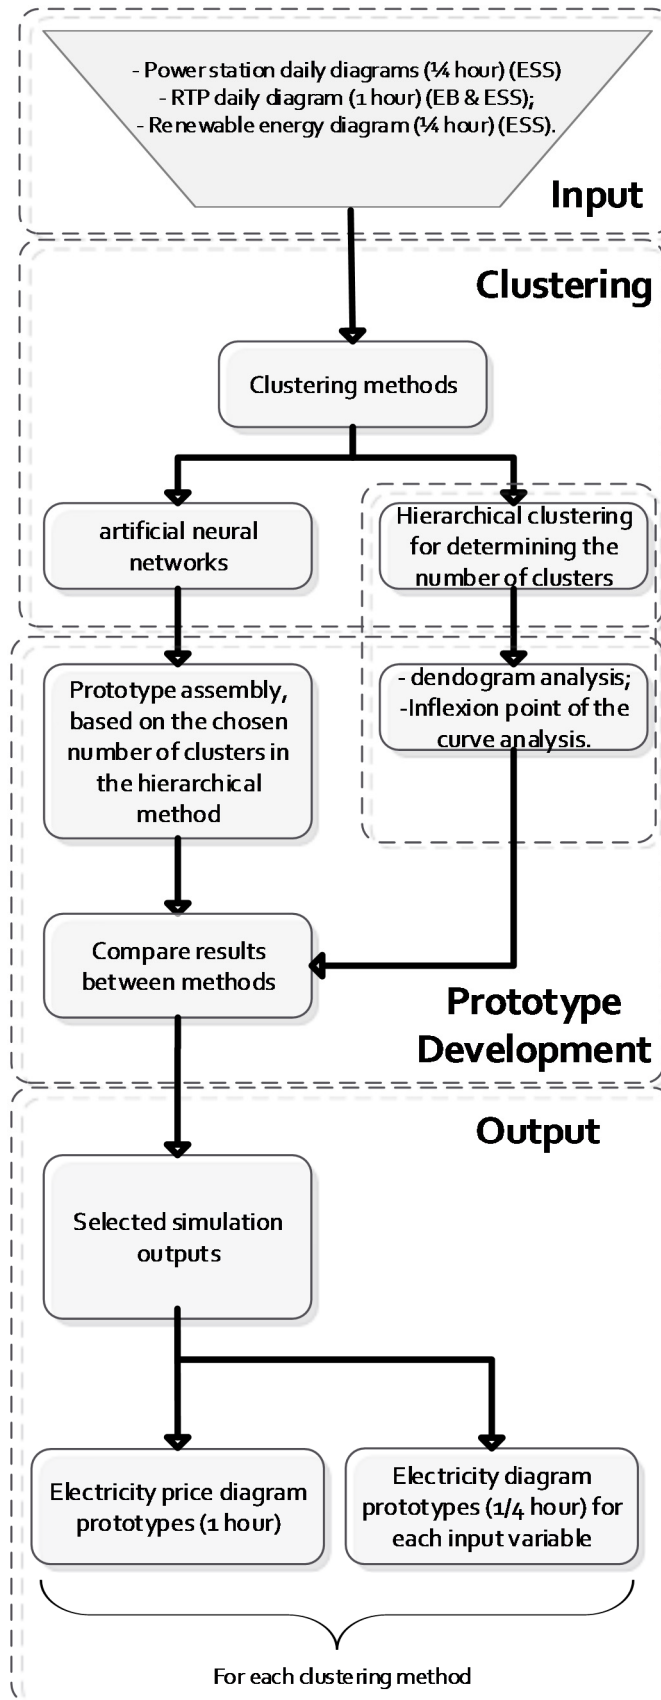 - Power station daily diagrams (¼ hour) (ESS)
- RTP daily diagram (1 hour) (EB & ESS);
- Renewable energy diagram (¼ hour) (ESS).
Input
Clustering
Clustering methods
artificial neural
networks
Hierarchical clustering
for determining the
number of clusters
Prototype assembly,
based on the chosen
number of clusters in
the hierarchical
method
- dendogram analysis;
-Inflexion point of the
curve analysis.
Compare results
between methods
Prototype
Development
Output
Selected simulation
outputs
Electricity price diagram
prototypes (1 hour)
Electricity diagram
prototypes (1/4 hour) for
each input variable
For each clustering method